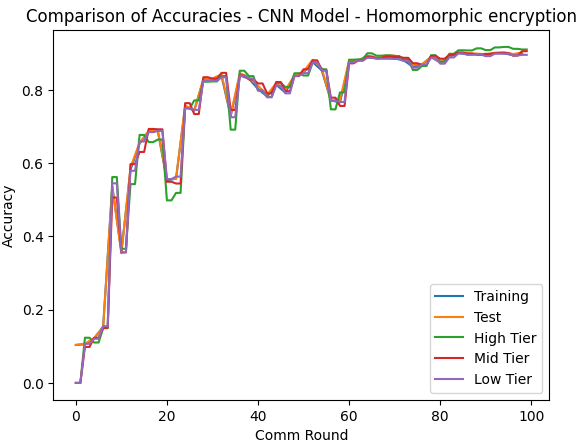 Comparison of Accuracies - CNN Model - Homomorphic encryption
Accuracy
0.8
0.6
0.4
0.2
0.0
0 20 40 60 80 100
Comm Round
Training
Test
High Tier
Mid Tier
Low Tier